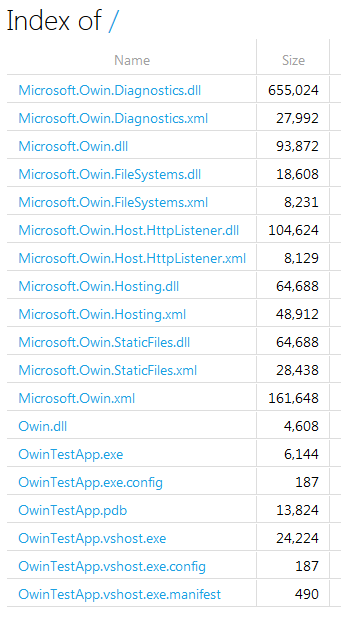 Index of /
Name Size
Microsoft.Owin.Diagnostics.dll 655,024
Microsoft.Owin.Diagnostics.xml 27,992
Microsoft.Owin.dll 93,872
Microsoft.Owin.FileSystems.dll 18,608
Microsoft.Owin.FileSystems.xml 8,231
Microsoft.Owin.Host.HttpListener.dll 104,624
Microsoft.Owin.Host.HttpListener.xml 8,129
Microsoft.Owin.Hosting.dll 64,688
Microsoft.Owin.Hosting.xml 48,912
Microsoft.Owin.StaticFiles.dll 64,688
Microsoft.Owin.StaticFiles.xml 28,438
Microsoft.Owin.xml 161,648
Owin.dll 4,608
OwinTestApp.exe 6,144
OwinTestApp.exe.config 187
OwinTestApp.pdb 13,824
OwinTestApp.vshost.exe 24,224
OwinTestApp.vshost.exe.config 187
OwinTestApp.vshost.exe.manifest 490